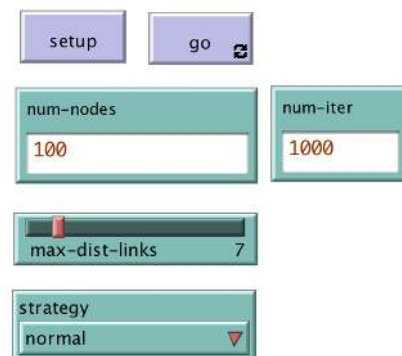 setup
go
num-nodes
100
num-iter
1000
max-dist-links 7
strategy
normal